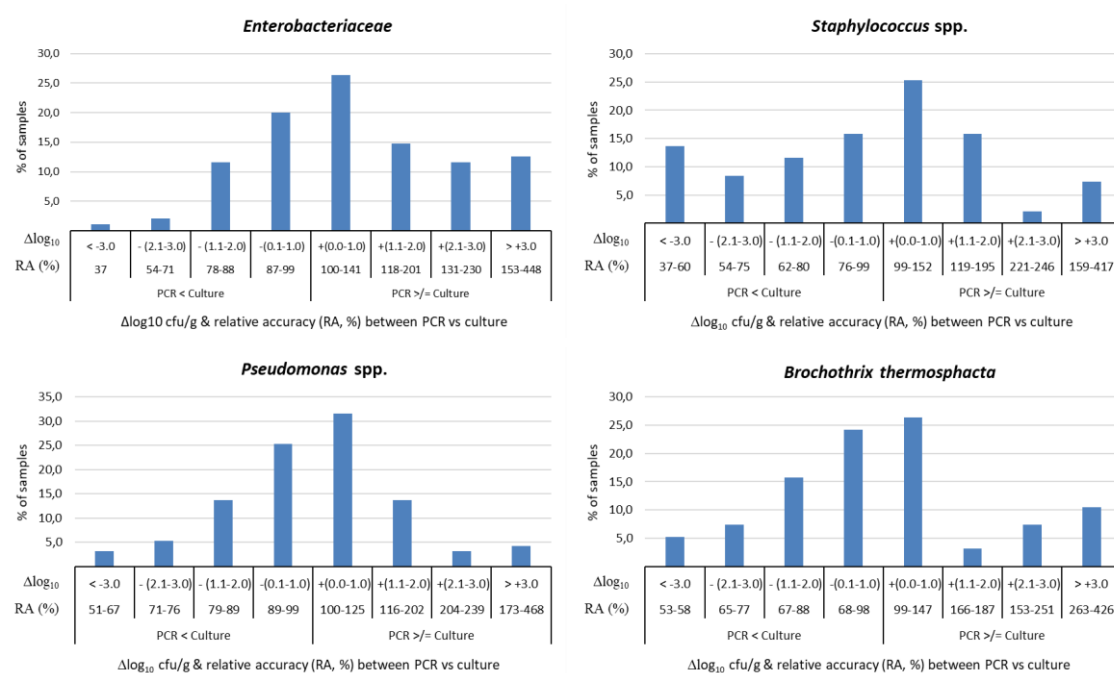 Enterobacteriaceae
% of samples
30,0
25,0
20,0
15,0
10,0
5,0
Δlog10 < -3.0 - (2.1-3.0) - (1.1-2.0) -(0.1-1.0) +(0.0-1.0) +(1.1-2.0) +(2.1-3.0) > +3.0
RA (%) 37 54-71 78-88 87-99 100-141 118-201 131-230 153-448
PCR < Culture PCR >/= Culture
Δlog10 cfu/g & relative accuracy (RA, %) between PCR vs culture
Staphylococcus spp.
% of samples
30,0
25,0
20,0
15,0
10,0
5,0
Δlog10 < -3.0 - (2.1-3.0) - (1.1-2.0) -(0.1-1.0) +(0.0-1.0) +(1.1-2.0) +(2.1-3.0) > +3.0
RA (%) 37-60 54-75 62-80 76-99 99-152 119-195 221-246 159-417
PCR < Culture PCR >/= Culture
Δlog10 cfu/g & relative accuracy (RA, %) between PCR vs culture
Pseudomonas spp.
% of samples
35,0
30,0
25,0
20,0
15,0
10,0
5,0
Δlog10 < -3.0 - (2.1-3.0) - (1.1-2.0) -(0.1-1.0) +(0.0-1.0) +(1.1-2.0) +(2.1-3.0) > +3.0
RA (%) 51-67 71-76 79-89 89-99 100-125 116-202 204-239 173-468
PCR < Culture PCR >/= Culture
Δlog10 cfu/g & relative accuracy (RA, %) between PCR vs culture
Brochothrix thermosphacta
% of samples
30,0
25,0
20,0
15,0
10,0
5,0
Δlog10 < -3.0 - (2.1-3.0) - (1.1-2.0) -(0.1-1.0) +(0.0-1.0) +(1.1-2.0) +(2.1-3.0) > +3.0
RA (%) 53-58 65-77 67-88 68-98 99-147 166-187 153-251 263-426
PCR < Culture PCR >/= Culture
Δlog10 cfu/g & relative accuracy (RA, %) between PCR vs culture